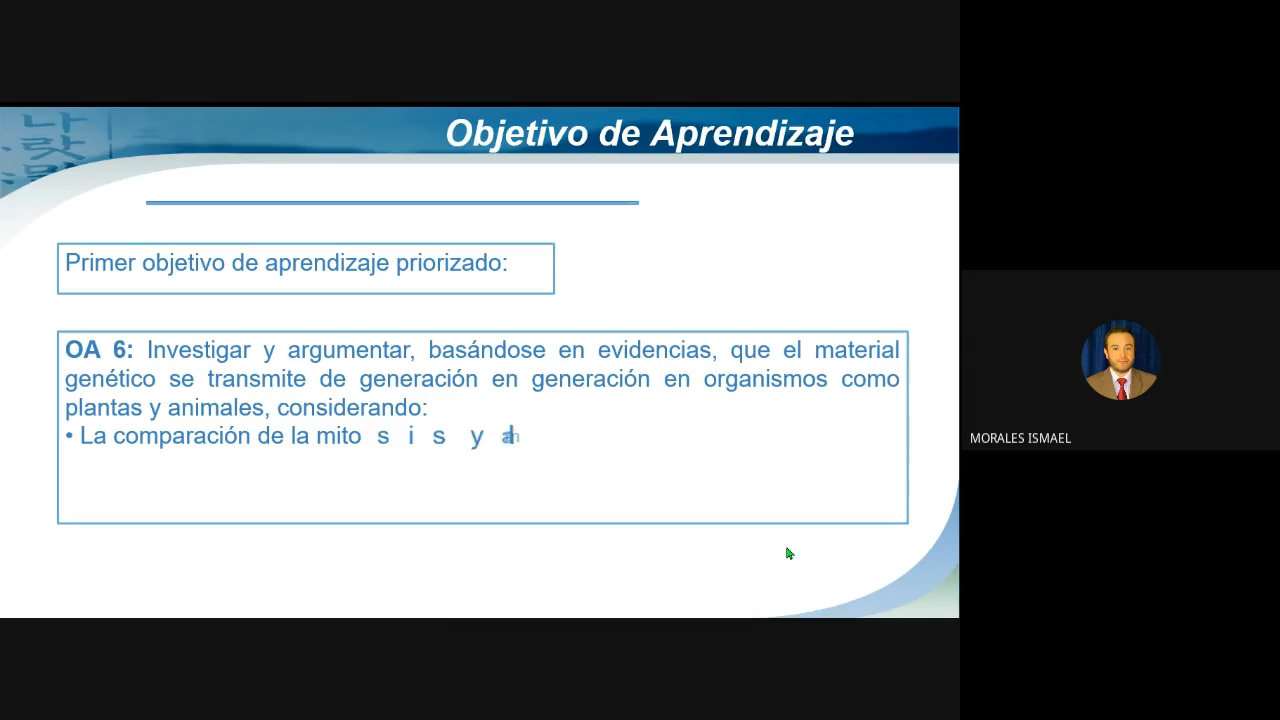 Objetivo de Aprendizaje
Primer objetivo de aprendizaje priorizado:
OA 6: Investigar y argumentar, basándose en evidencias, que el material
genético se transmite de generación en generación en organismos como
plantas y animales, considerando:
• La comparación de la mito s i s y
MORALES ISMAEL